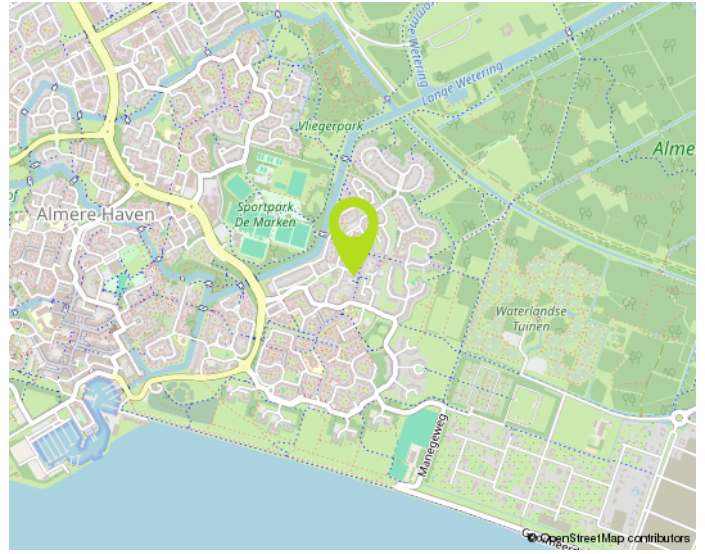 Lange Wetering
Vliegerpark
Alme
Sportpark
De Marken
Almere Haven
Waterlandse
Tuinen
Manegeweg
© OpenStreetMap contributors